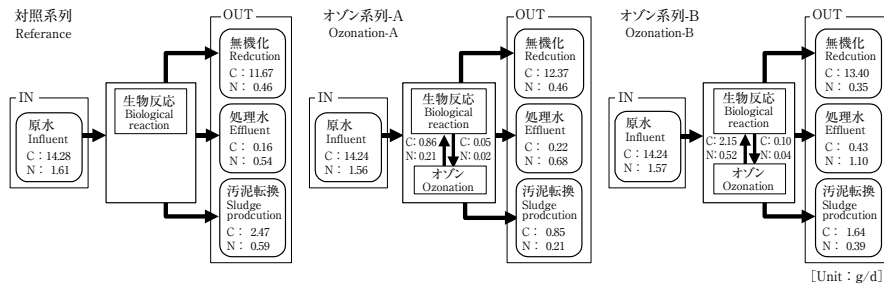 対照系列
Referance
IN
原水
Influent
C：14.28
N： 1.61
生物反応
Biological
reaction
OUT
無機化
Redcution
C：11.67
N： 0.46
処理水
Effluent
C： 0.16
N： 0.54
汚泥転換
Sludge
prodcution
C： 2.47
N： 0.59
オゾン系列-A
Ozonation-A
IN
原水
Influent
C：14.24
N： 1.56
生物反応
Biological
reaction
C: 0.86
N: 0.21
C: 0.05
N: 0.02
オゾン
Ozonation
OUT
無機化
Redcution
C：12.37
N： 0.46
処理水
Effluent
C： 0.22
N： 0.68
汚泥転換
Sludge
prodcution
C： 0.85
N： 0.21
オゾン系列-B
Ozonation-B
IN
原水
Influent
C：14.24
N： 1.57
生物反応
Biological
reaction
C: 2.15
N: 0.52
C: 0.10
N: 0.04
オゾン
Ozonation
OUT
無機化
Redcution
C：13.40
N： 0.35
処理水
Effluent
C： 0.43
N： 1.10
汚泥転換
Sludge
prodcution
C： 1.64
N： 0.39
[Unit：g/d]